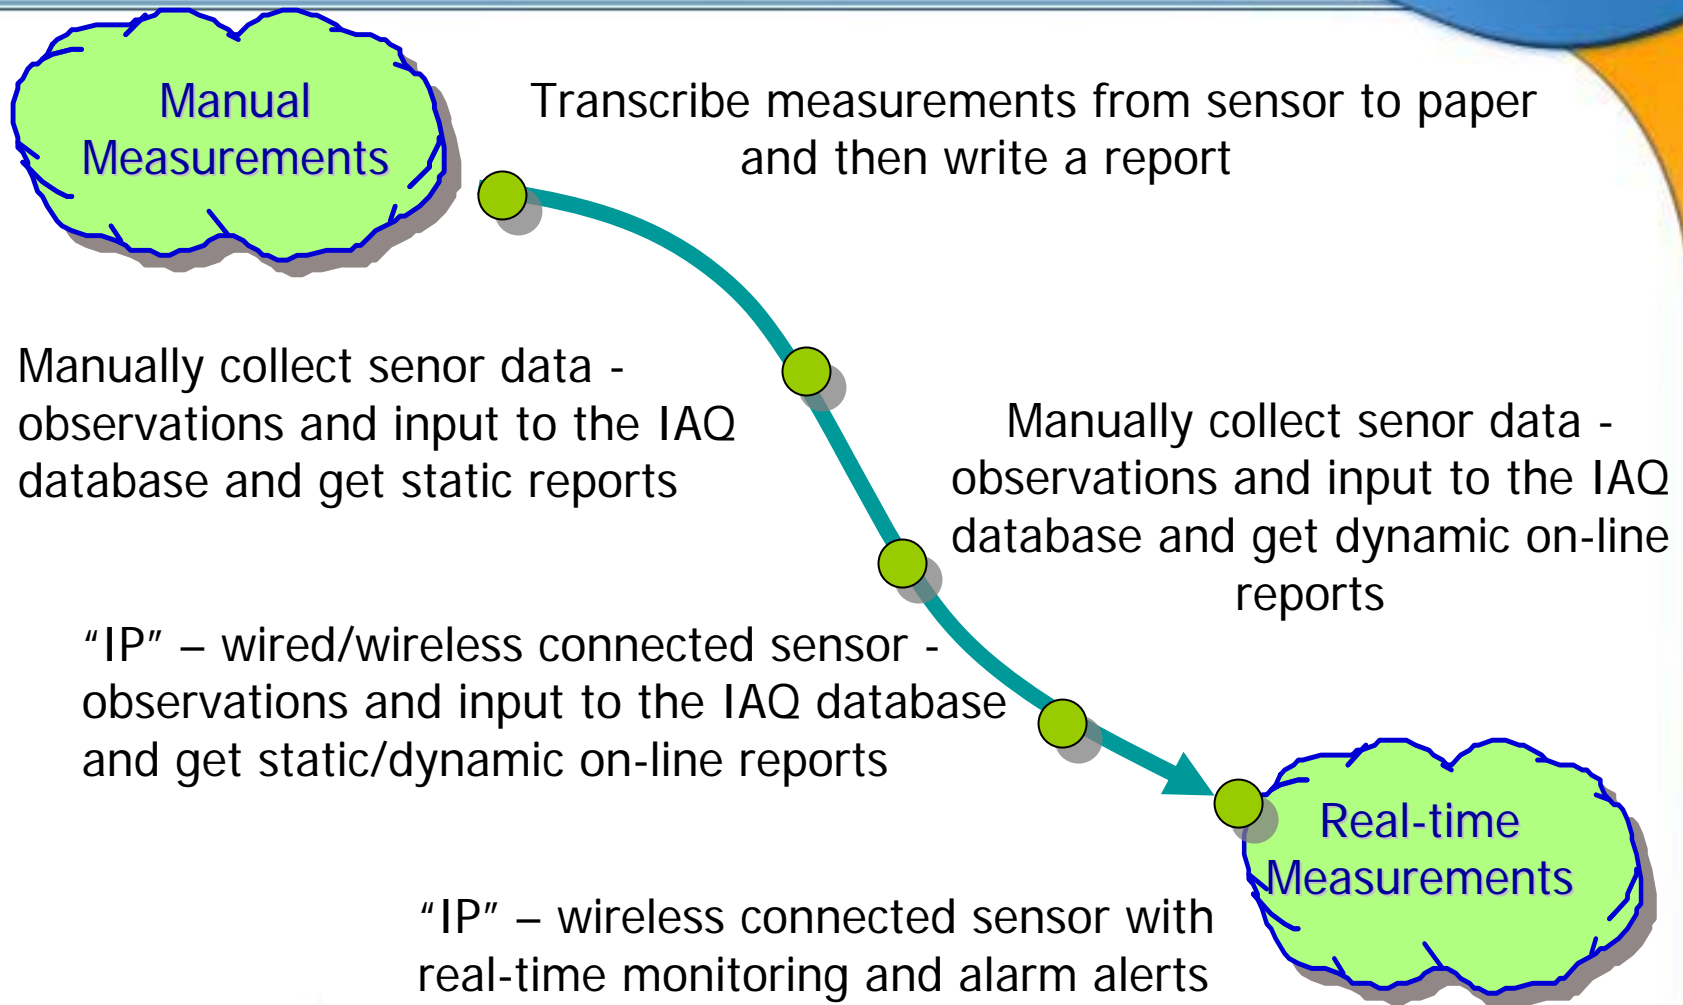 Manual
Measurements
Transcribe measurements from sensor to paper
and then write a report
Manually collect senor data -
observations and input to the IAQ
database and get static reports
Manually collect senor data -
observations and input to the IAQ
database and get dynamic on-line
reports
“IP” – wired/wireless connected sensor -
observations and input to the IAQ database
and get static/dynamic on-line reports
Real-time
Measurements
“IP” – wireless connected sensor with
real-time monitoring and alarm alerts